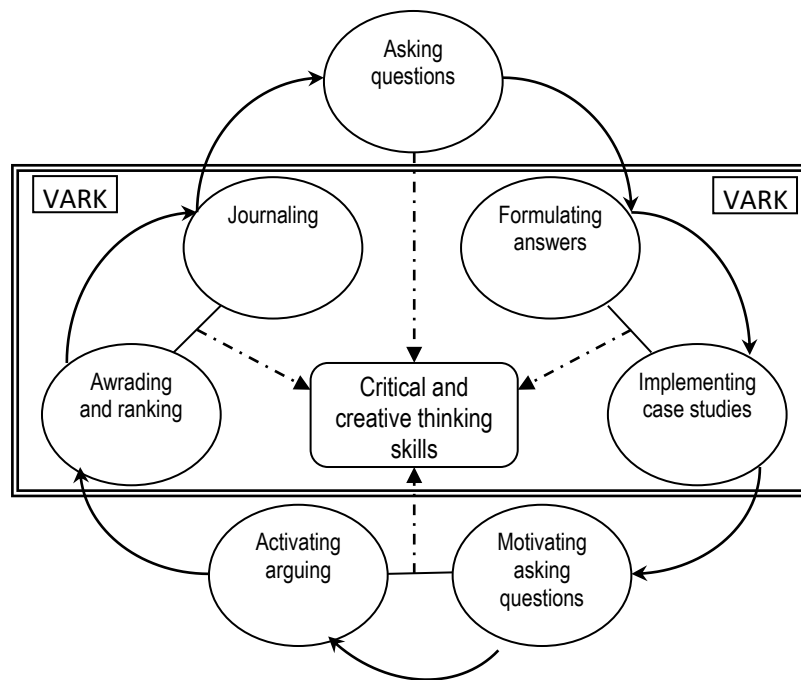 Asking
questions
VARK
VARK
Journaling
Formulating
answers
Awrading
and ranking
Critical and
creative thinking
skills
Implementing
case studies
Activating
arguing
Motivating
asking
questions